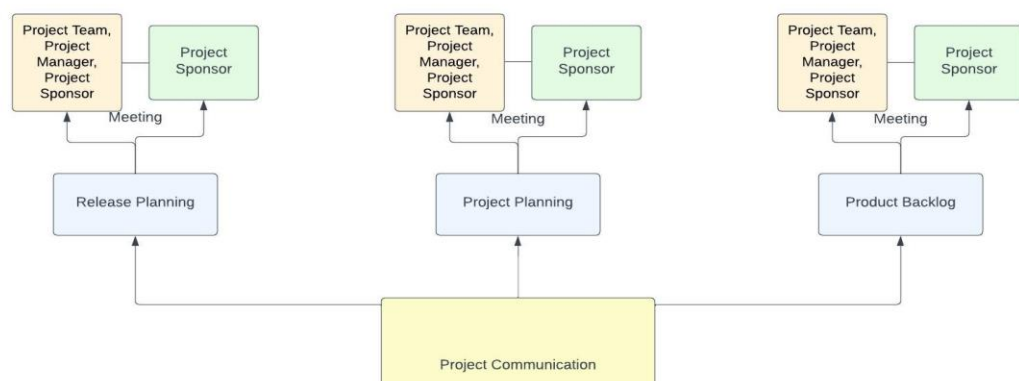 Project Team,
Project
Manager,
Project
Sponsor
Project
Sponsor
Meeting
Release Planning
Project Team,
Project
Manager,
Project
Sponsor
Project
Sponsor
Meeting
Project Planning
Project Team,
Project
Manager,
Project
Sponsor
Project
Sponsor
Meeting
Product Backlog
Project Communication